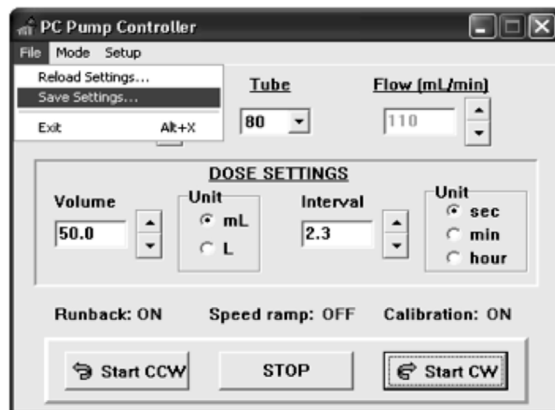 PC Pump Controller
File Mode Setup
Reload Settings...
Save Settings...
Exit Alt+X
Tube
80
Flow (mL/min)
110
DOSE SETTINGS
Volume
50.0
Unit
mL
L
Interval
2.3
Unit
sec
min
hour
Runback: ON Speed ramp: OFF Calibration: ON
Start CCW STOP Start CW